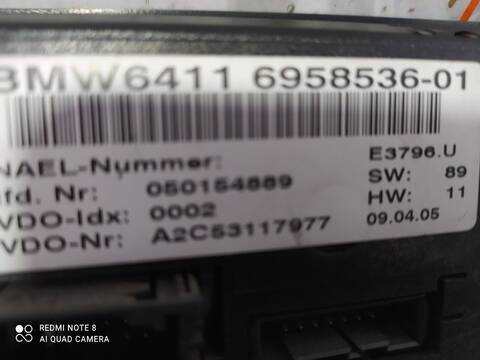 BMW6411 6958536-01
NAEL-Nummer: E3796.U
fd. Nr: 050154889 SW: 89
VDO-Idx: 0002 HW: 11
VDO-Nr: A2C53117977 09.04.05
REDMI NOTE 8
AI QUAD CAMERA